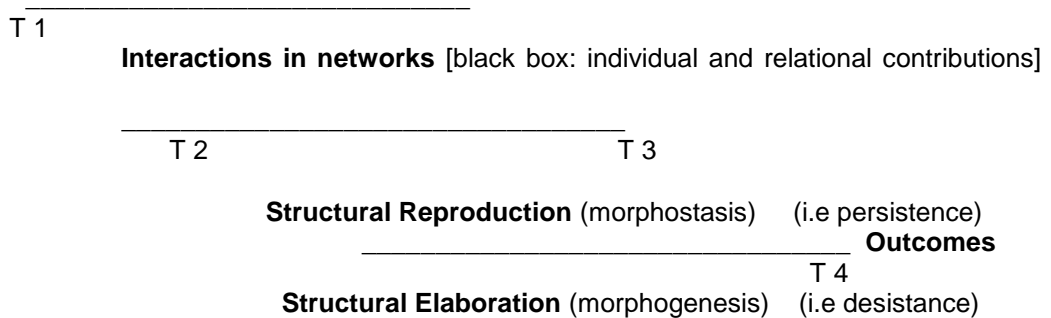 T 1
Interactions in networks [black box: individual and relational contributions]
T 2 T 3
Structural Reproduction (morphostasis) (i.e persistence)
Outcomes
T 4
Structural Elaboration (morphogenesis) (i.e desistance)